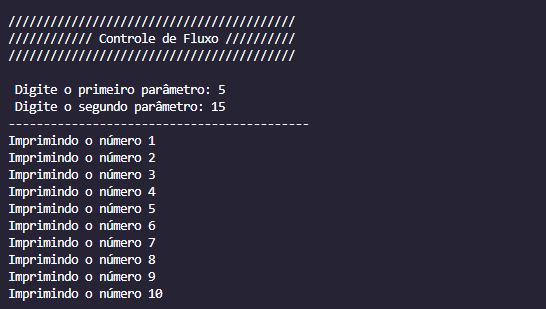 /////////////////////////////////////////
//////////// Controle de Fluxo //////////
/////////////////////////////////////////
Digite o primeiro parâmetro: 5
Digite o segundo parâmetro: 15
-------------------------------------------
Imprimindo o número 1
Imprimindo o número 2
Imprimindo o número 3
Imprimindo o número 4
Imprimindo o número 5
Imprimindo o número 6
Imprimindo o número 7
Imprimindo o número 8
Imprimindo o número 9
Imprimindo o número 10